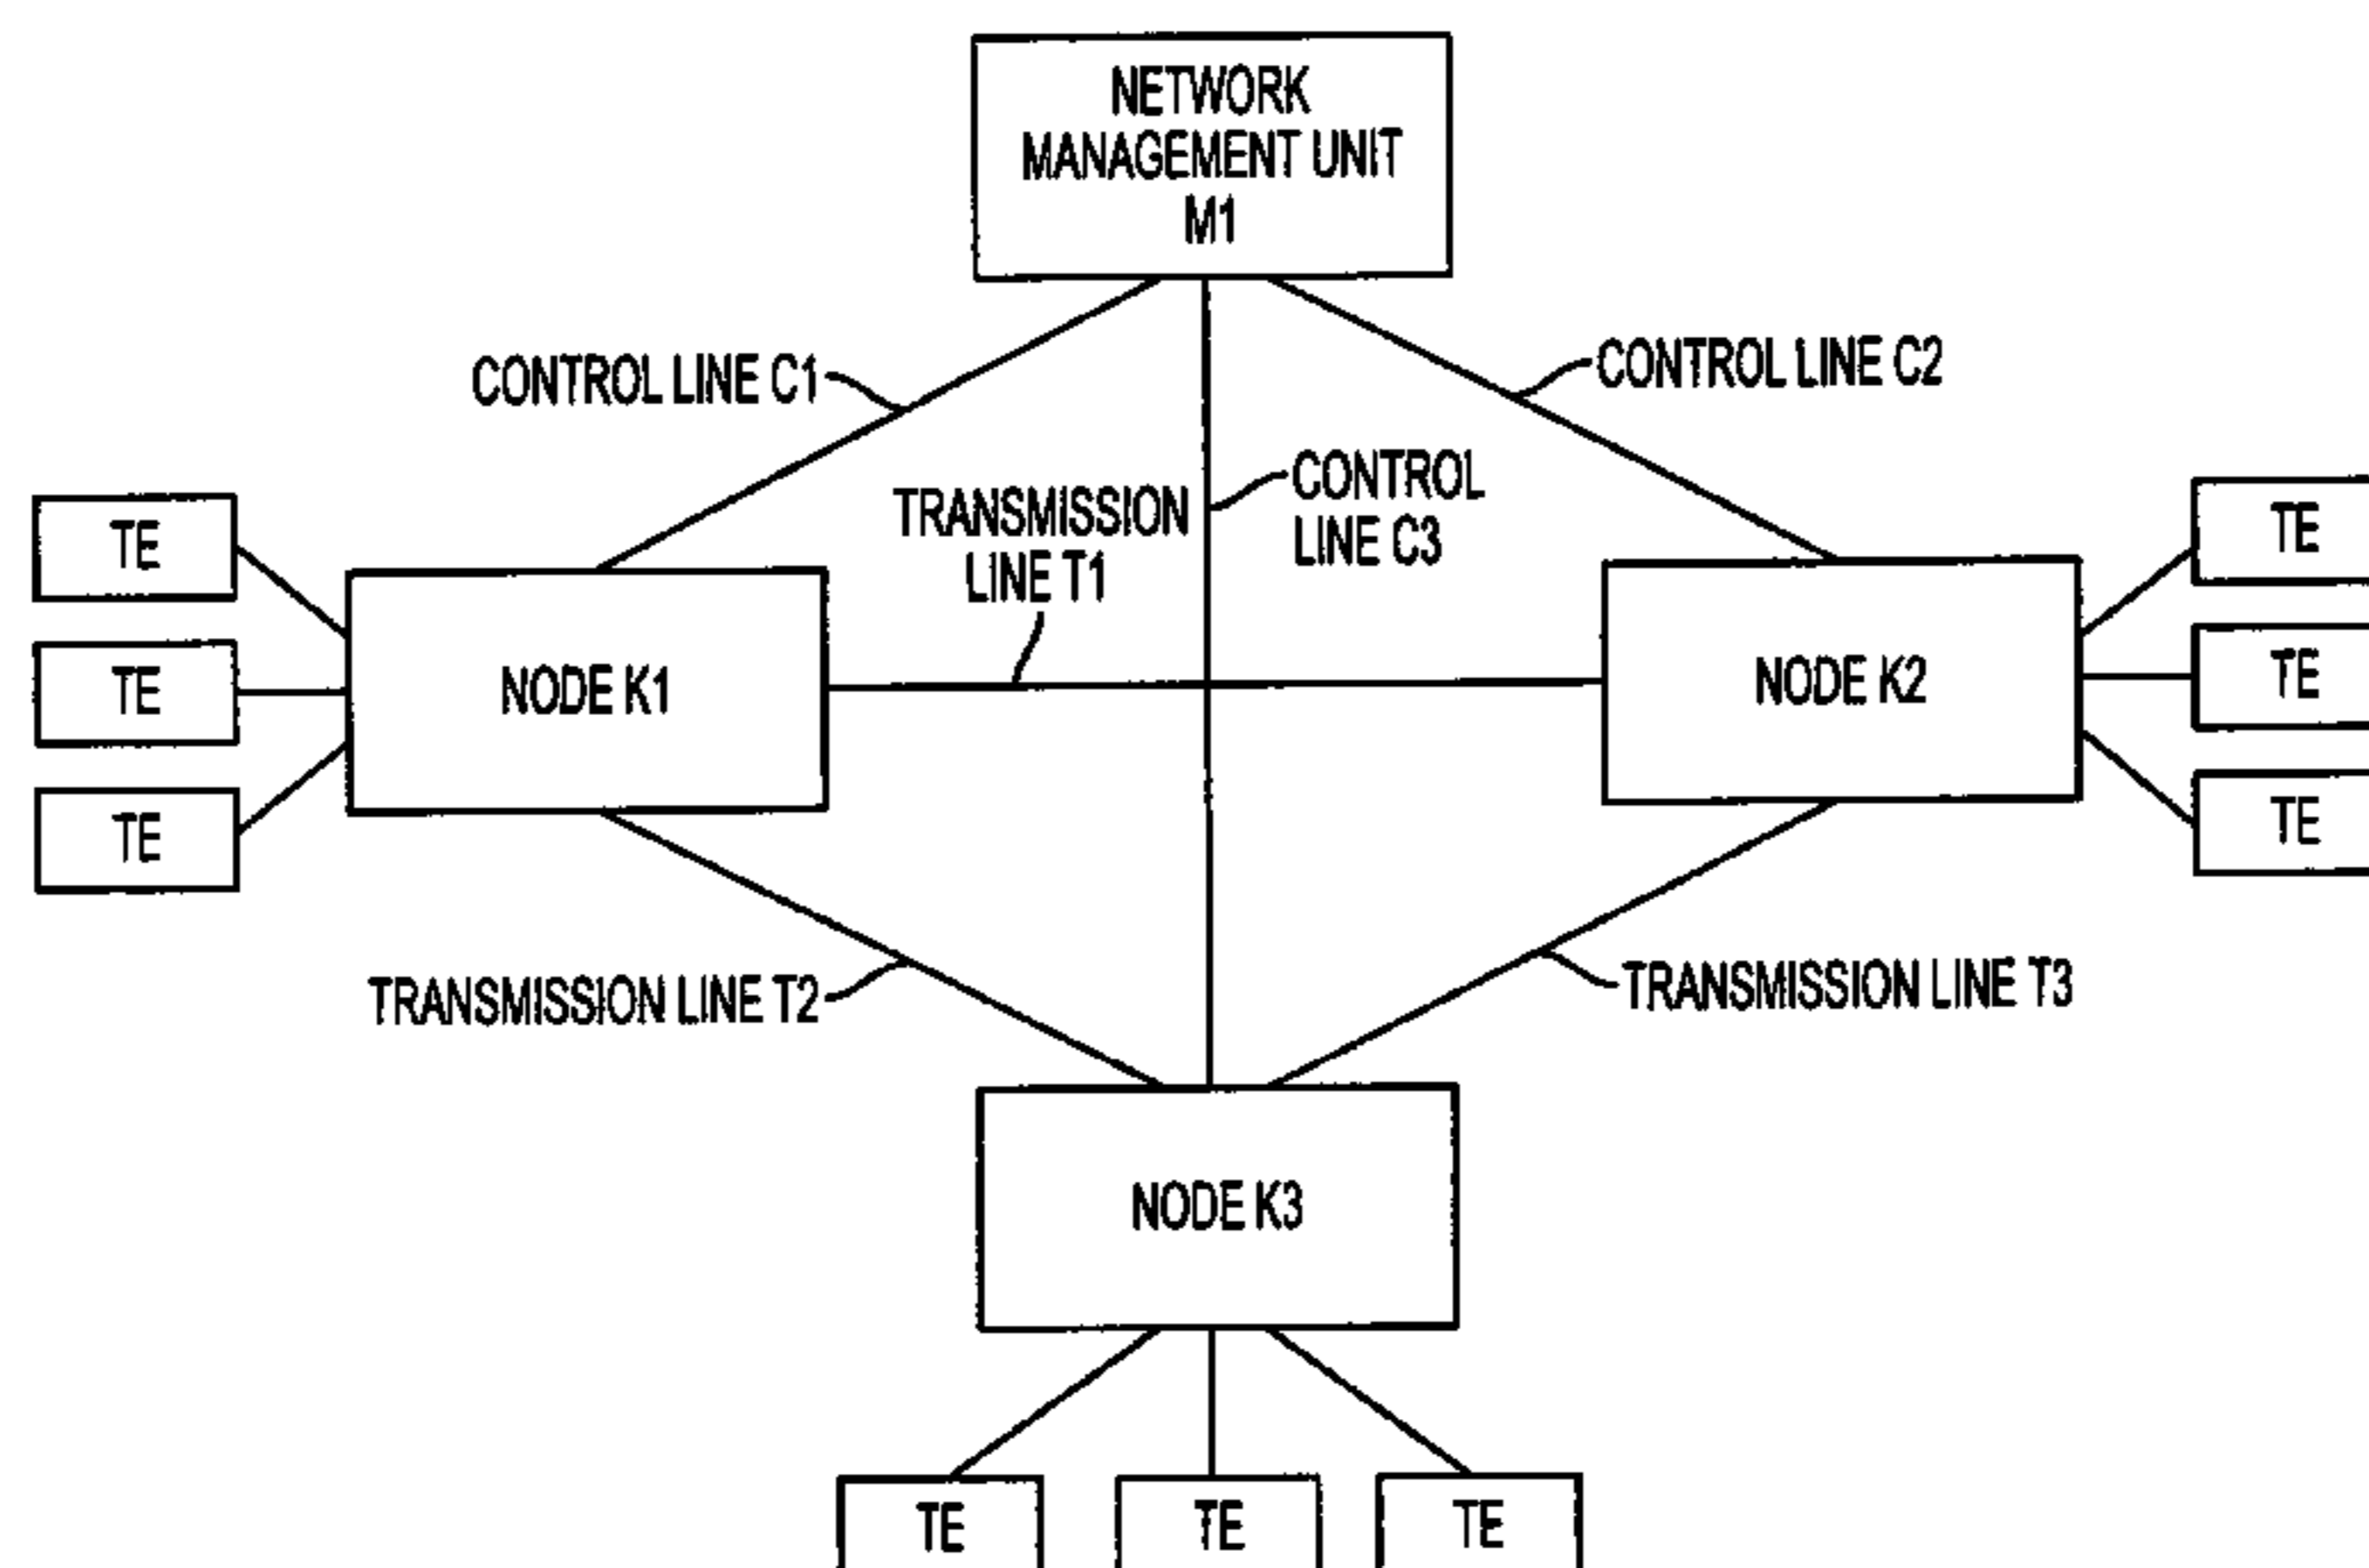 NETWORK
MANAGEMENT UNIT
M1
CONTROL LINE C1
CONTROL LINE C2
CONTROL
LINE C3
TRANSMISSION
LINE T1
TE
TE
TE
NODE K1
NODE K2
TE
TE
TE
TRANSMISSION LINE T2
TRANSMISSION LINE T3
NODE K3
TE
TE
TE